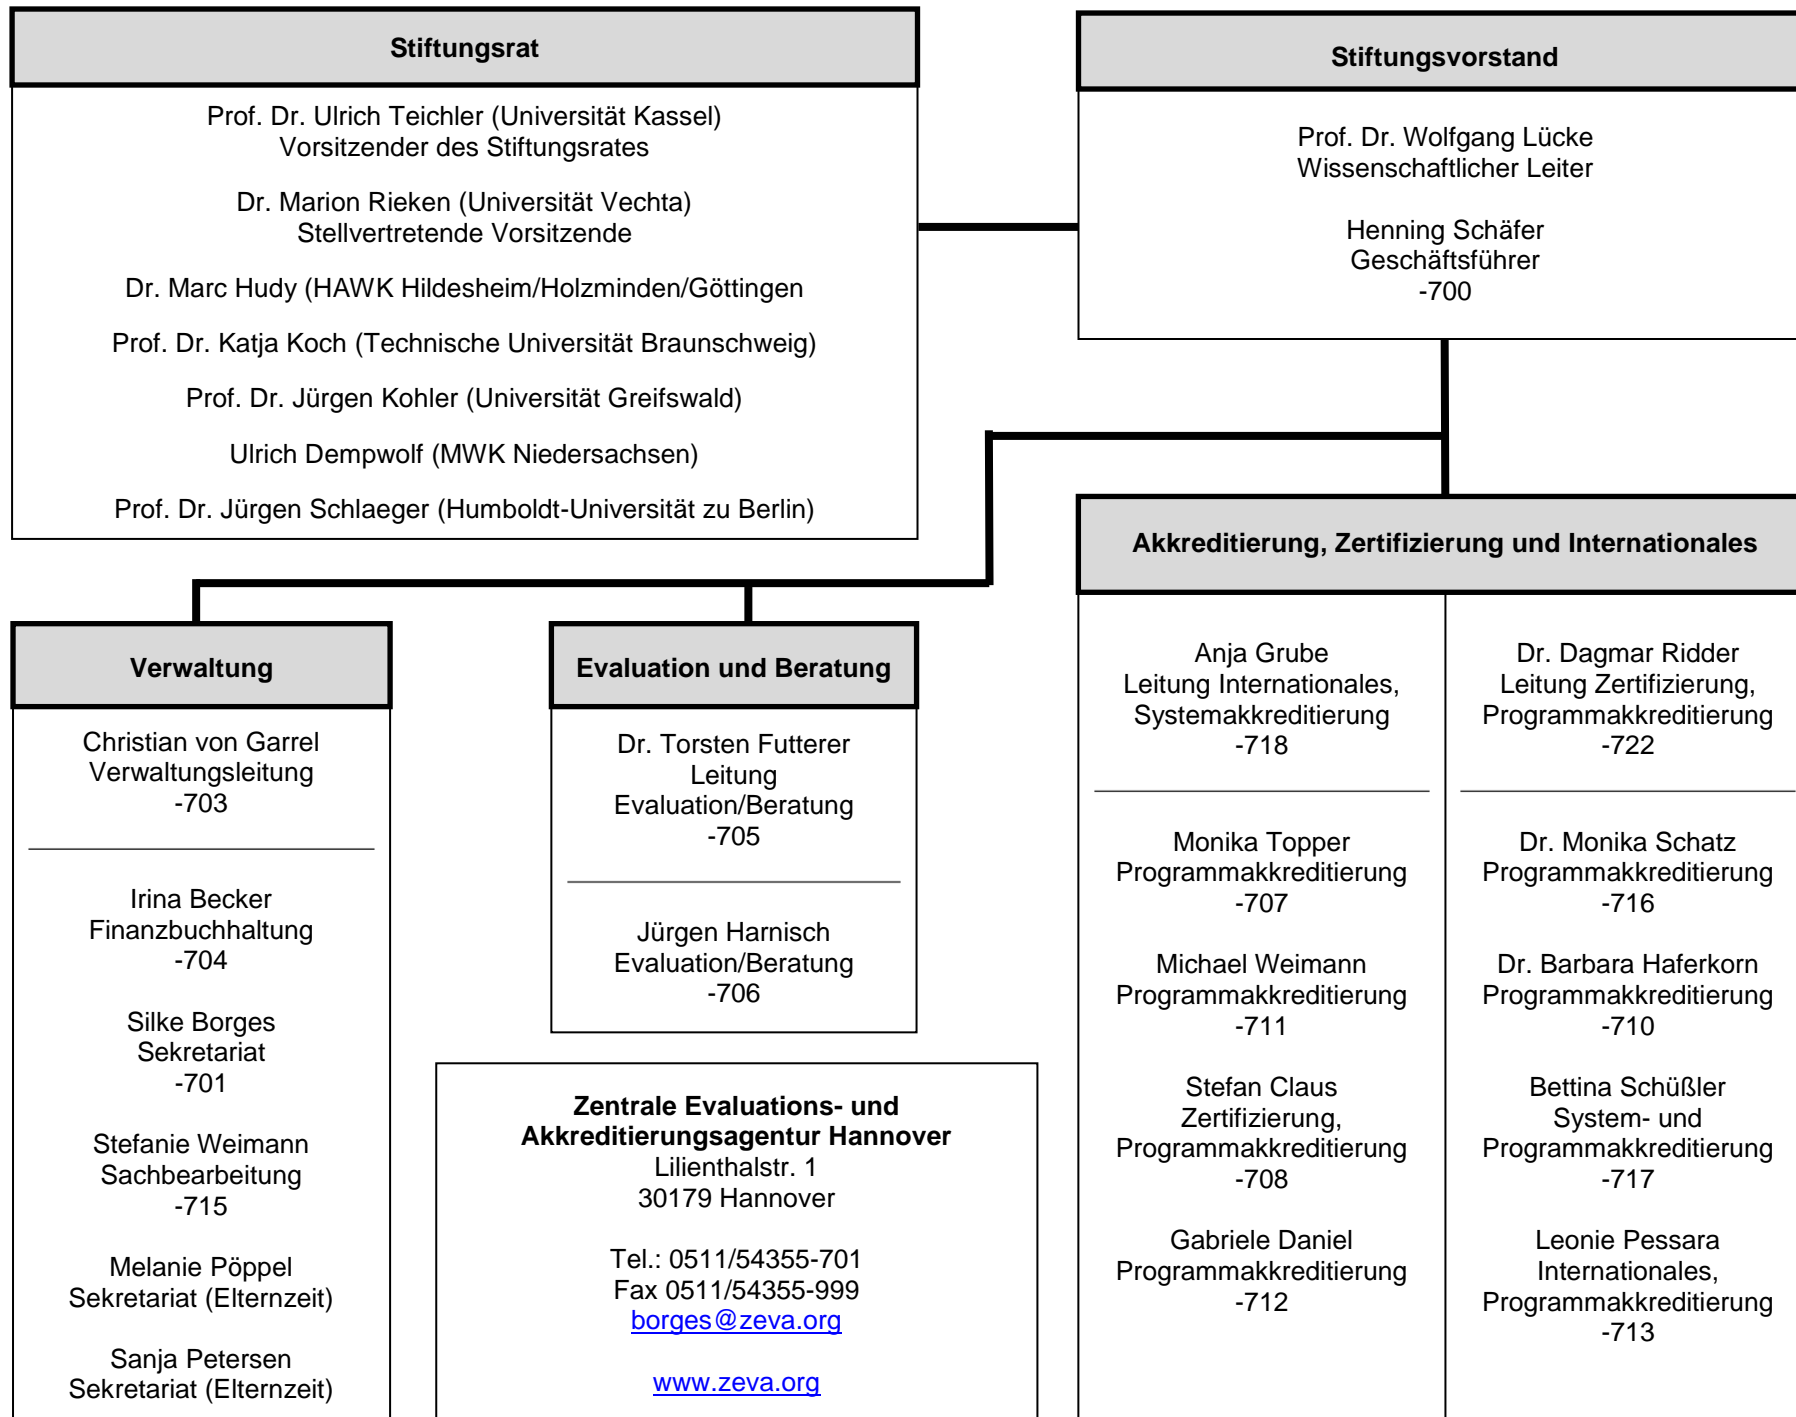 Stiftungsrat
Prof. Dr. Ulrich Teichler (Universität Kassel)
Vorsitzender des Stiftungsrates
Dr. Marion Rieken (Universität Vechta)
Stellvertretende Vorsitzende
Dr. Marc Hudy (HAWK Hildesheim/Holzminden/Göttingen
Prof. Dr. Katja Koch (Technische Universität Braunschweig)
Prof. Dr. Jürgen Kohler (Universität Greifswald)
Ulrich Dempwolf (MWK Niedersachsen)
Prof. Dr. Jürgen Schlaeger (Humboldt-Universität zu Berlin)
Stiftungsvorstand
Prof. Dr. Wolfgang Lücke
Wissenschaftlicher Leiter
Henning Schäfer
Geschäftsführer
-700
Verwaltung
Christian von Garrel
Verwaltungsleitung
-703
Irina Becker
Finanzbuchhaltung
-704
Silke Borges
Sekretariat
-701
Stefanie Weimann
Sachbearbeitung
-715
Melanie Pöppel
Sekretariat (Elternzeit)
Sanja Petersen
Sekretariat (Elternzeit)
Evaluation und Beratung
Dr. Torsten Futterer
Leitung
Evaluation/Beratung
-705
Jürgen Harnisch
Evaluation/Beratung
-706
Zentrale Evaluations- und
Akkreditierungsagentur Hannover
Lilienthalstr. 1
30179 Hannover
Tel.: 0511/54355-701
Fax 0511/54355-999
borges@zeva.org
www.zeva.org
Akkreditierung, Zertifizierung und Internationales
Anja Grube
Leitung Internationales,
Systemakkreditierung
-718
Monika Topper
Programmakkreditierung
-707
Michael Weimann
Programmakkreditierung
-711
Stefan Claus
Zertifizierung,
Programmakkreditierung
-708
Gabriele Daniel
Programmakkreditierung
-712
Dr. Dagmar Ridder
Leitung Zertifizierung,
Programmakkreditierung
-722
Dr. Monika Schatz
Programmakkreditierung
-716
Dr. Barbara Haferkorn
Programmakkreditierung
-710
Bettina Schüßler
System- und
Programmakkreditierung
-717
Leonie Pessara
Internationales,
Programmakkreditierung
-713